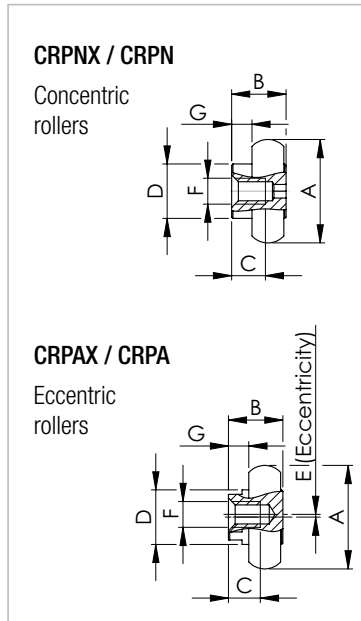 CRPNX / CRPN
Concentric
rollers
B
G
D
F
A
C
CRPAX / CRPA
Eccentric
rollers
B
G
E (Eccentricity)
D
F
A
C